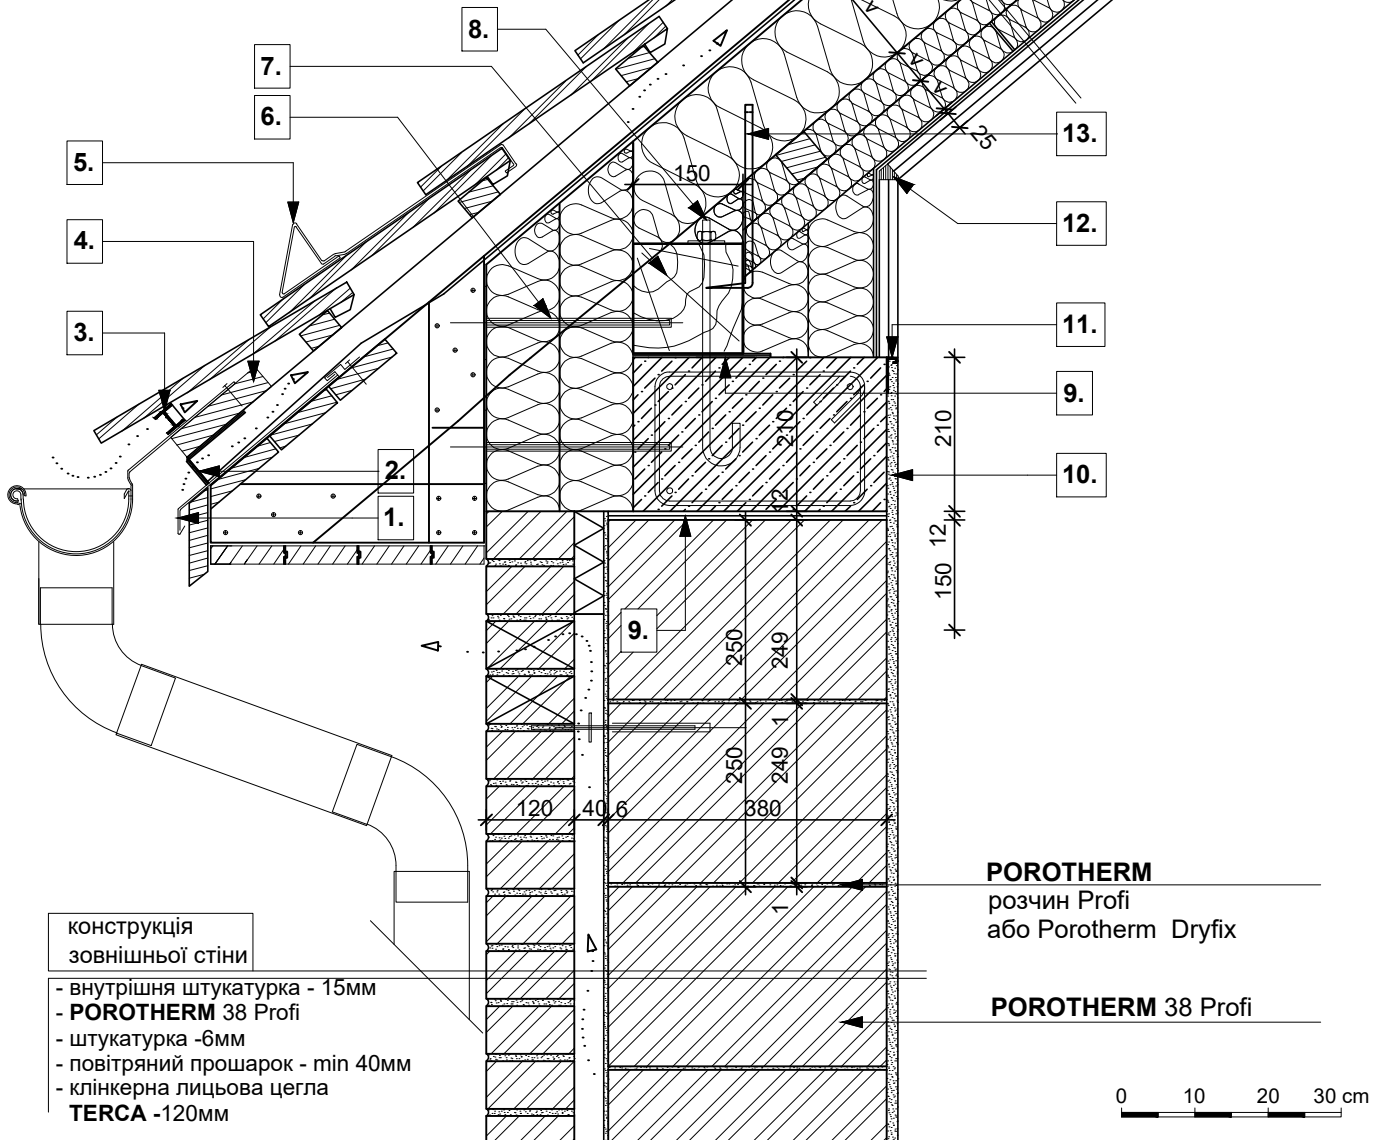 8.
7.
6.
5.
4.
3.
2.
1.
13.
12.
11.
9.
10.
9.
150
25
210
12
210
12
150
250
249
1
250
249
1
120
40
6
380
POROTHERM
розчин Profi
або Porotherm Dryfix
POROTHERM 38 Profi
конструкція
зовнішньої стіни
- внутрішня штукатурка - 15мм
- POROTHERM 38 Profi
- штукатурка -6мм
- повітряний прошарок - min 40мм
- клінкерна лицьова цегла
TERCA -120мм
0 10 20 30 cm